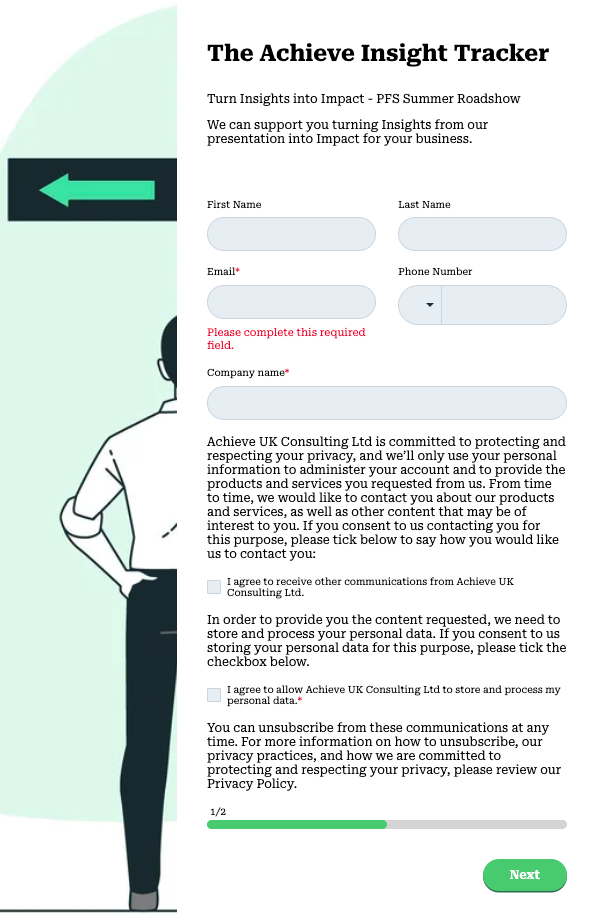 The Achieve Insight Tracker
Turn Insights into Impact - PFS Summer Roadshow
We can support you turning Insights from our
presentation into Impact for your business.
First Name
Last Name
Email*
Phone Number
Please complete this required
field.
Company name*
Achieve UK Consulting Ltd is committed to protecting and
respecting your privacy, and we’ll only use your personal
information to administer your account and to provide the
products and services you requested from us. From time
to time, we would like to contact you about our products
and services, as well as other content that may be of
interest to you. If you consent to us contacting you for
this purpose, please tick below to say how you would like
us to contact you:
I agree to receive other communications from Achieve UK
Consulting Ltd.
In order to provide you the content requested, we need to
store and process your personal data. If you consent to us
storing your personal data for this purpose, please tick the
checkbox below.
I agree to allow Achieve UK Consulting Ltd to store and process my
personal data.*
You can unsubscribe from these communications at any
time. For more information on how to unsubscribe, our
privacy practices, and how we are committed to
protecting and respecting your privacy, please review our
Privacy Policy.
1/2
Next